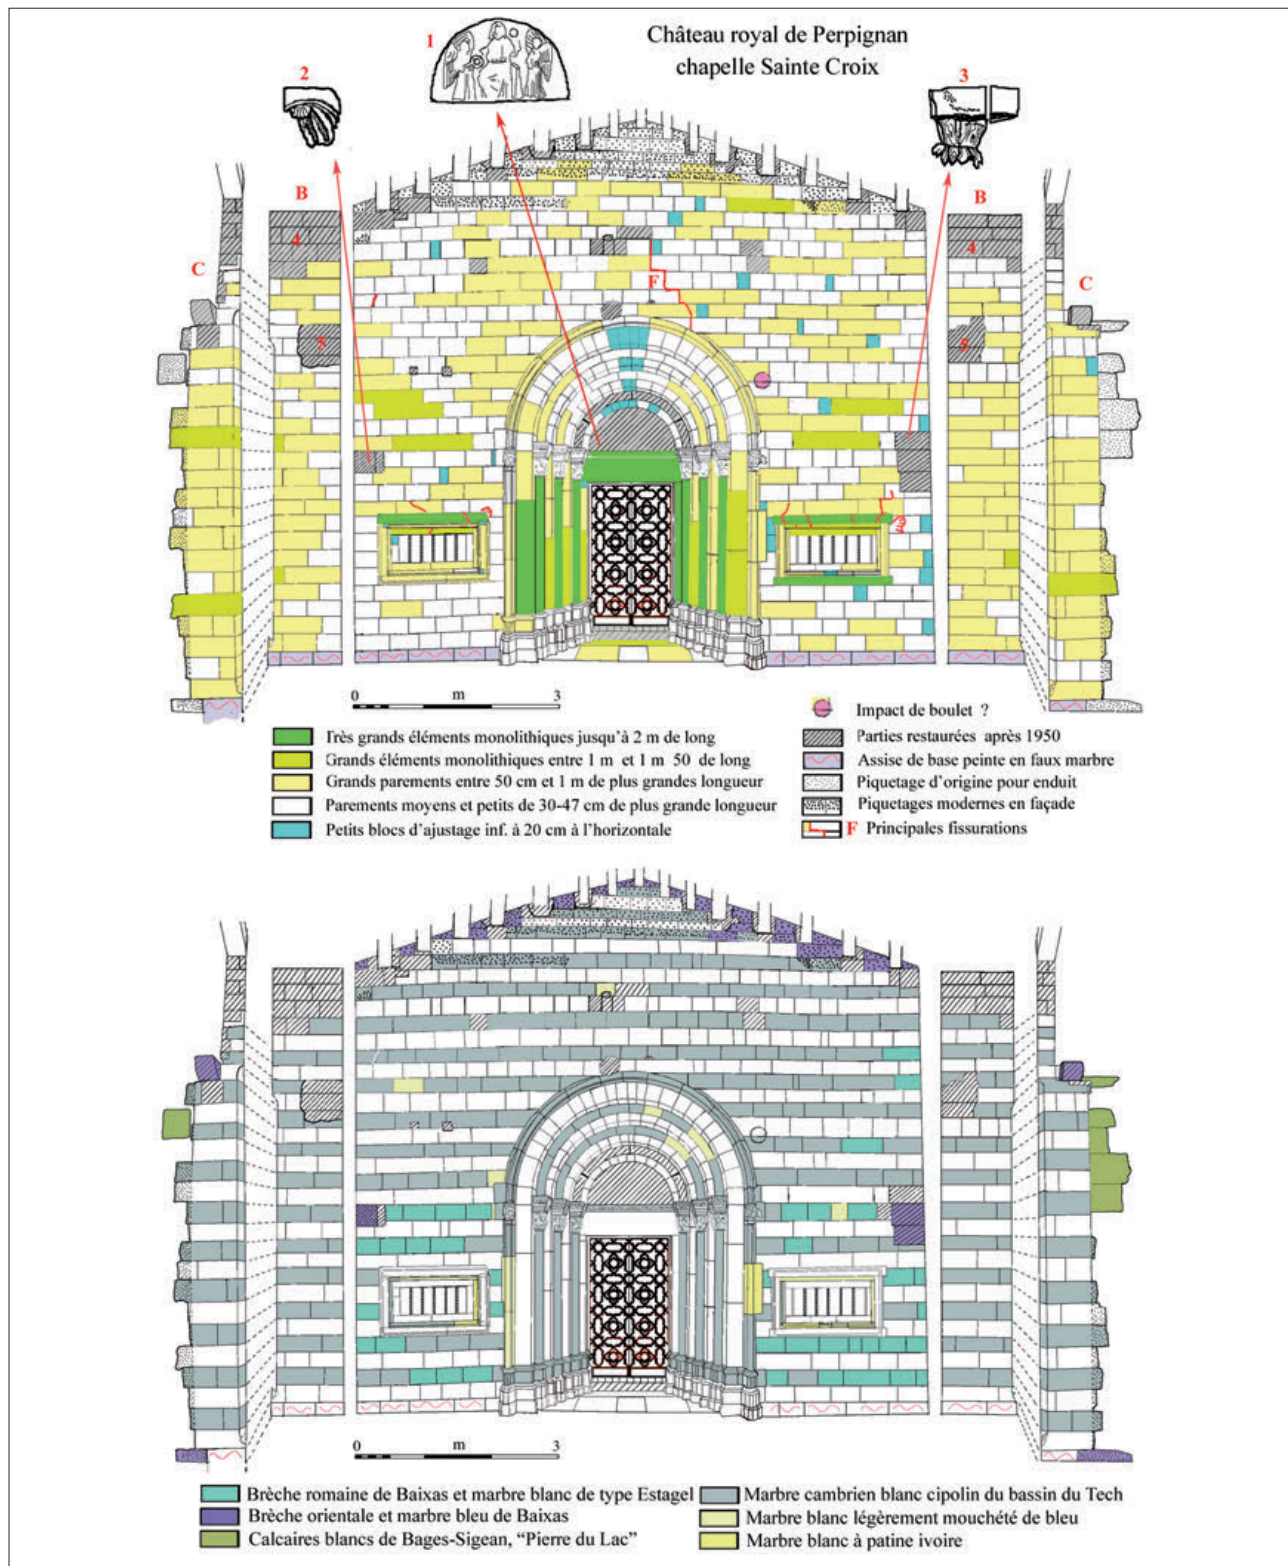 Château royal de Perpignan
chapelle Sainte Croix
1
2
3
B
B
4
4
C
C
F
5
5
0 m 3
Très grands éléments monolithiques jusqu'à 2 m de long
Grands éléments monolithiques entre 1 m et 1 m 50 de long
Grands parements entre 50 cm et 1 m de plus grandes longueur
Parements moyens et petits de 30-47 cm de plus grande longueur
Petits blocs d'ajustage inf. à 20 cm à l'horizontale
Impact de boulet ?
Parties restaurées après 1950
Assise de base peinte en faux marbre
Piquetage d'origine pour enduit
Piquetages modernes en façade
F Principales fissurations
0 m 3
Brèche romaine de Baixas et marbre blanc de type Estagel
Brèche orientale et marbre bleu de Baixas
Calcaires blancs de Bages-Sigean, "Pierre du Lac"
Marbre cambrien blanc cipolin du bassin du Tech
Marbre blanc légèrement mouchété de bleu
Marbre blanc à patine ivoire